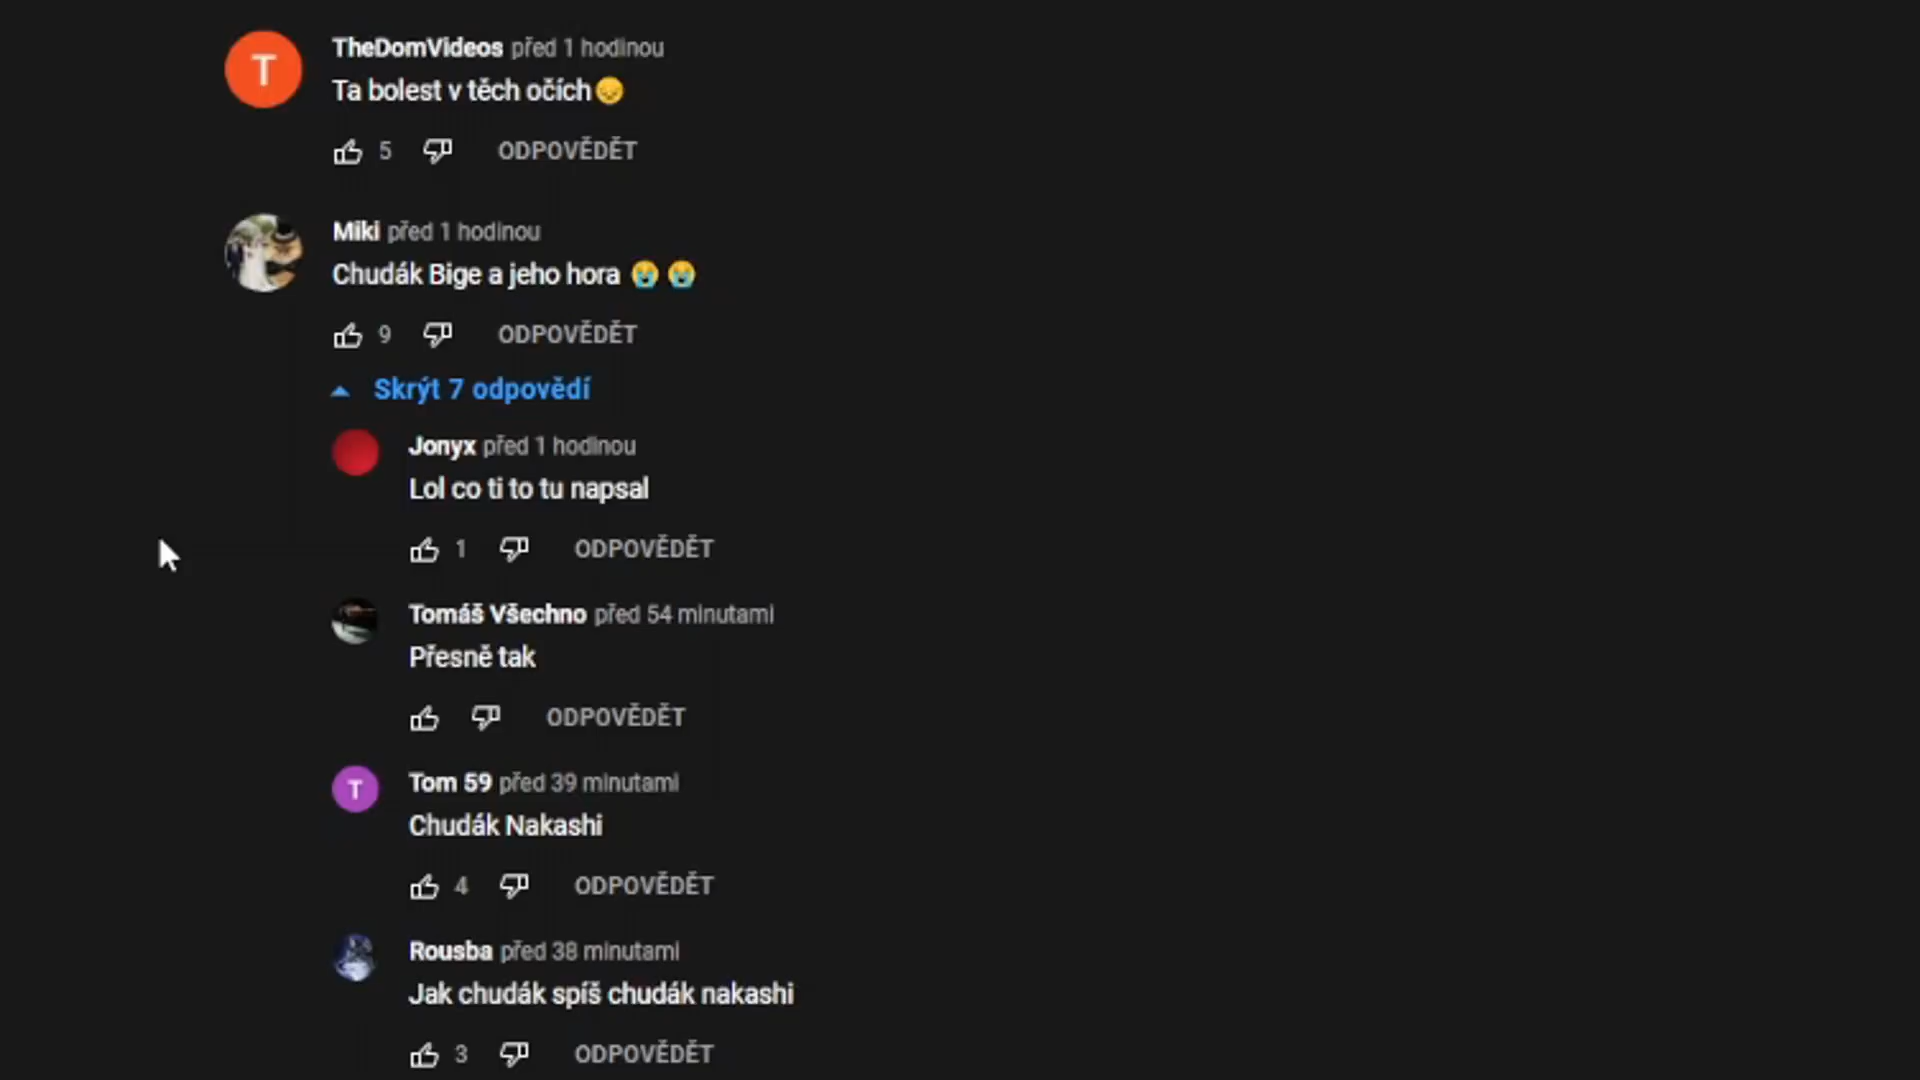 T
TheDomVideos před 1 hodinou
Ta bolest v těch očích😞
5 ODPOVĚDĚT
Miki před 1 hodinou
Chudák Bige a jeho hora 😭 😭
9 ODPOVĚDĚT
Skrýt 7 odpovědí
Jonyx před 1 hodinou
Lol co ti to tu napsal
1 ODPOVĚDĚT
Tomáš Všechno před 54 minutami
Přesně tak
ODPOVĚDĚT
T
Tom 59 před 39 minutami
Chudák Nakashi
4 ODPOVĚDĚT
Rousba před 38 minutami
Jak chudák spíš chudák nakashi
3 ODPOVĚDĚT